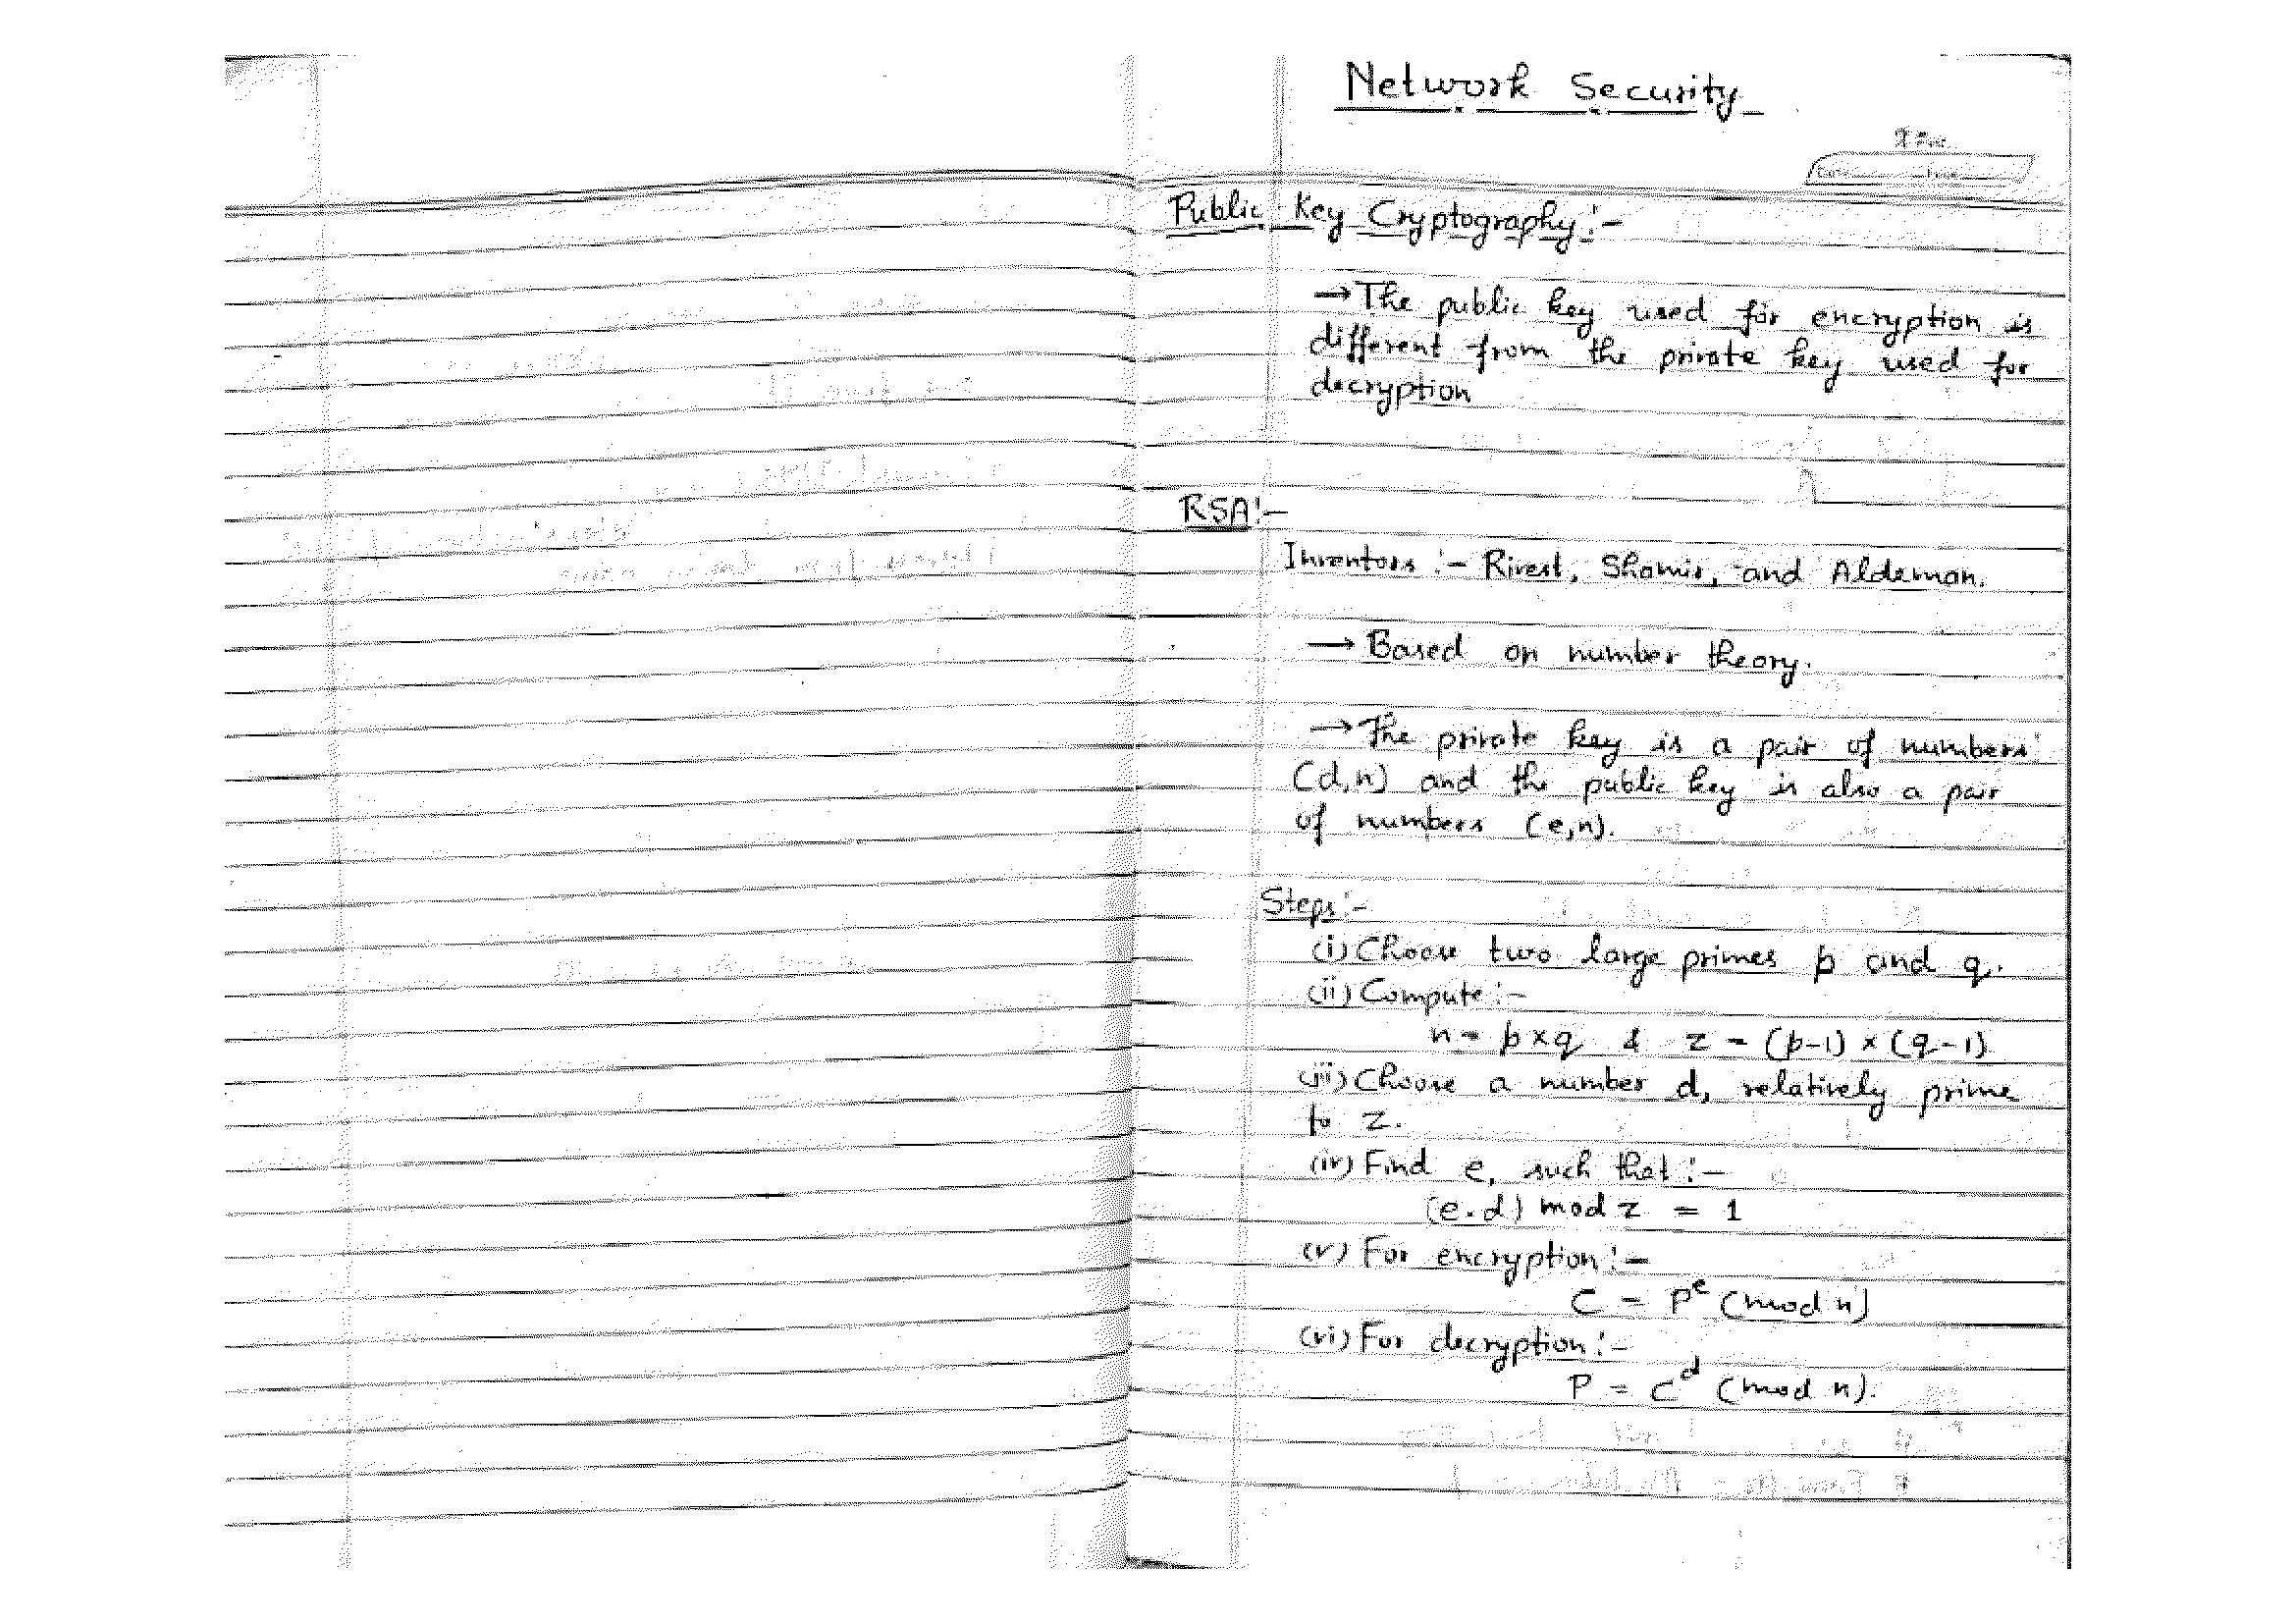 Network Security
Public Key Cryptography:-
→ The public key used for encryption is
different from the private key used for
decryption
RSA:-
Inventors :- Rivest, Shamir, and Aldeman.
→ Based on number theory.
→ The private key is a pair of numbers
(d,n) and the public key is also a pair
of numbers (e,n).
Steps:-
(i) Choose two large primes p and q.
(ii) Compute:-
n = p×q & z = (p-1) × (q-1)
(iii) Choose a number d, relatively prime
to z.
(iv) Find e, such that :-
(e.d) mod z = 1
(v) For encryption:-
C = P^e (mod n)
(vi) For decryption:-
P = C^d (mod n).